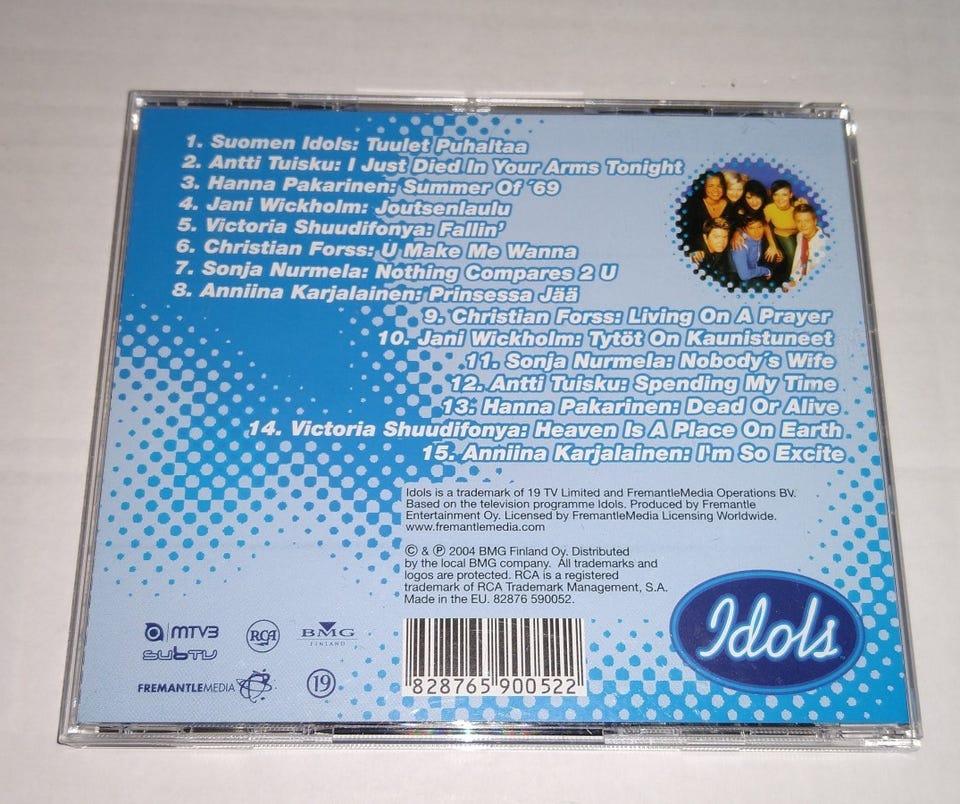 1. Suomen Idols: Tuulet Puhaltaa
2. Antti Tuisku: I Just Died In Your Arms Tonight
3. Hanna Pakarinen: Summer Of ´69
4. Jani Wickholm: Joutsenlaulu
5. Victoria Shuudifonya: Fallin'
6. Christian Forss: U Make Me Wanna
7. Sonja Nurmela: Nothing Compares 2 U
8. Anniina Karjalainen: Prinsessa Jää
9. Christian Forss: Living On A Prayer
10. Jani Wickholm: Tytöt On Kaunistuneet
11. Sonja Nurmela: Nobody´s Wife
12. Antti Tuisku: Spending My Time
13. Hanna Pakarinen: Dead Or Alive
14. Victoria Shuudifonya: Heaven Is A Place On Earth
15. Anniina Karjalainen: I'm So Excite
Idols is a trademark of 19 TV Limited and FremantleMedia Operations BV.
Based on the television programme Idols. Produced by Fremantle
Entertainment Oy. Licensed by FremantleMedia Licensing Worldwide.
www.fremantlemedia.com
© & ℗ 2004 BMG Finland Oy. Distributed
by the local BMG company. All trademarks and
logos are protected. RCA is a registered
trademark of RCA Trademark Management, S.A.
Made in the EU. 82876 590052.
MTV3
SUBTV
RCA
BMG
FINLAND
FREMANTLEMEDIA
19
828765900522
Idols